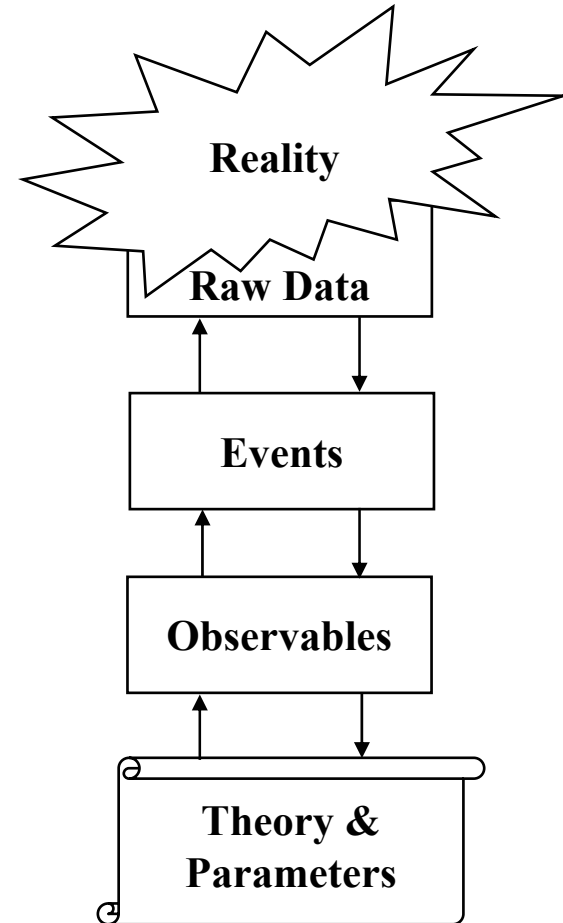 Reality
Raw Data
Events
Observables
Theory &
Parameters